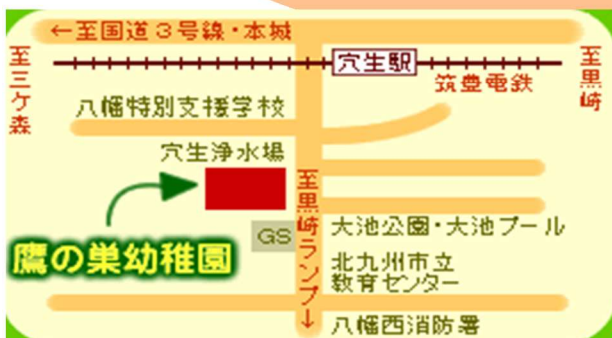 ←至国道3号線・本城
至三ケ森
穴生駅
筑豊電鉄
至黒崎
八幡特別支援学校
穴生浄水場
至黒崎ランプ↓
GS
鷹の巣幼稚園
大池公園・大池プール
北九州市立
教育センター
八幡西消防署